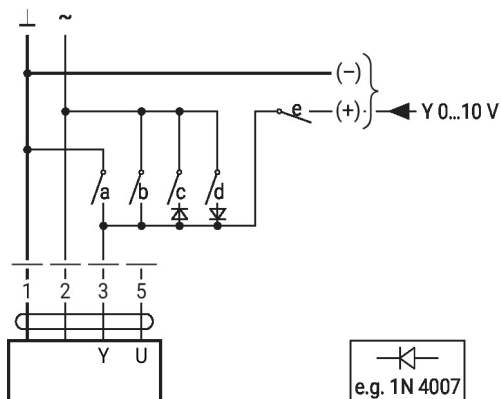 ⊥ ~
(–)
e (+) Y 0...10 V
a b c d
1 2 3 5
Y U
e.g. 1N 4007